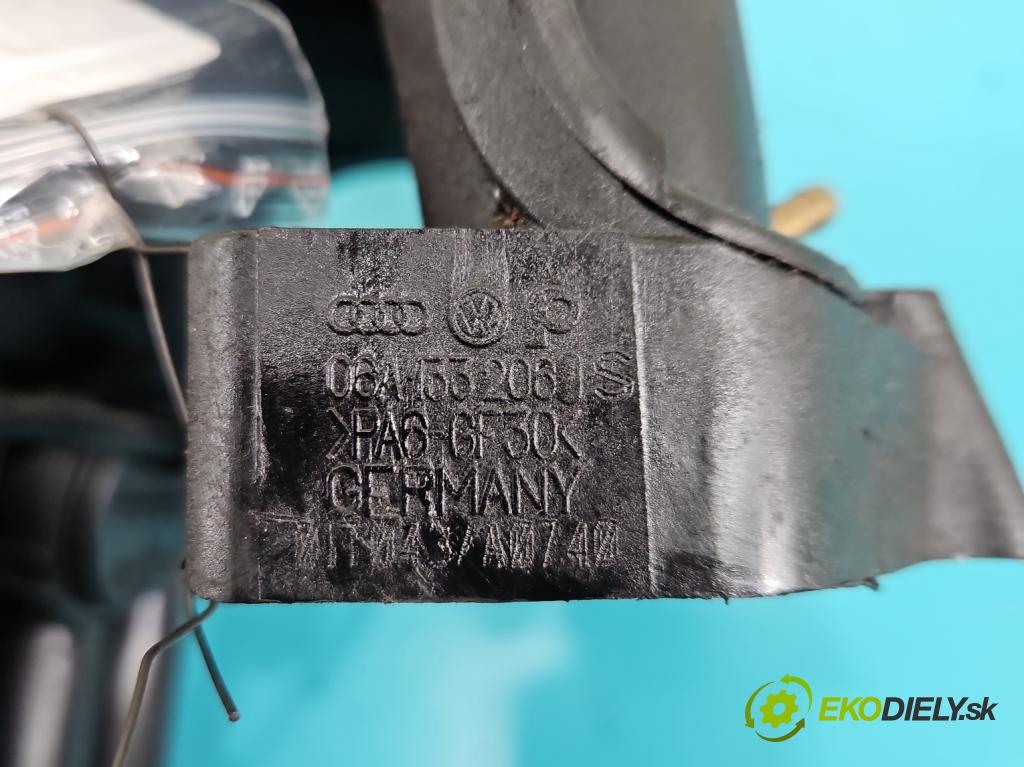 06A 133 206 J
>PA6-GF30<
GERMANY
EKODIELY.sk